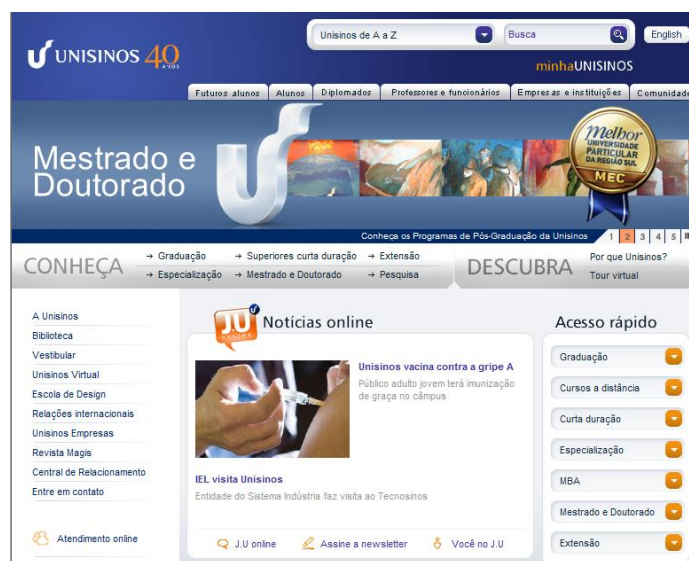 Unisinos de A a Z
Busca
English
UNISINOS 40
ANOS
minhaUNISINOS
Futuros alunos
Alunos
Diplomados
Professores e funcionários
Empresas e instituições
Comunidade
Mestrado e
Doutorado
Melhor
UNIVERSIDADE
PARTICULAR
DA REGIÃO SUL
MEC
Conheça os Programas de Pós-Graduação da Unisinos
1 2 3 4 5
CONHEÇA
Graduação
Superiores curta duração
Extensão
Especialização
Mestrado e Doutorado
Pesquisa
DESCUBRA
Por que Unisinos?
Tour virtual
A Unisinos
Biblioteca
Vestibular
Unisinos Virtual
Escola de Design
Relações internacionais
Unisinos Empresas
Revista Magis
Central de Relacionamento
Entre em contato
Atendimento online
J.U
Notícias online
Unisinos vacina contra a gripe A
Público adulto jovem terá imunização
de graça no câmpus
IEL visita Unisinos
Entidade do Sistema Indústria faz visita ao Tecnosinos
J.U online
Assine a newsletter
Você no J.U
Acesso rápido
Graduação
Cursos a distância
Curta duração
Especialização
MBA
Mestrado e Doutorado
Extensão